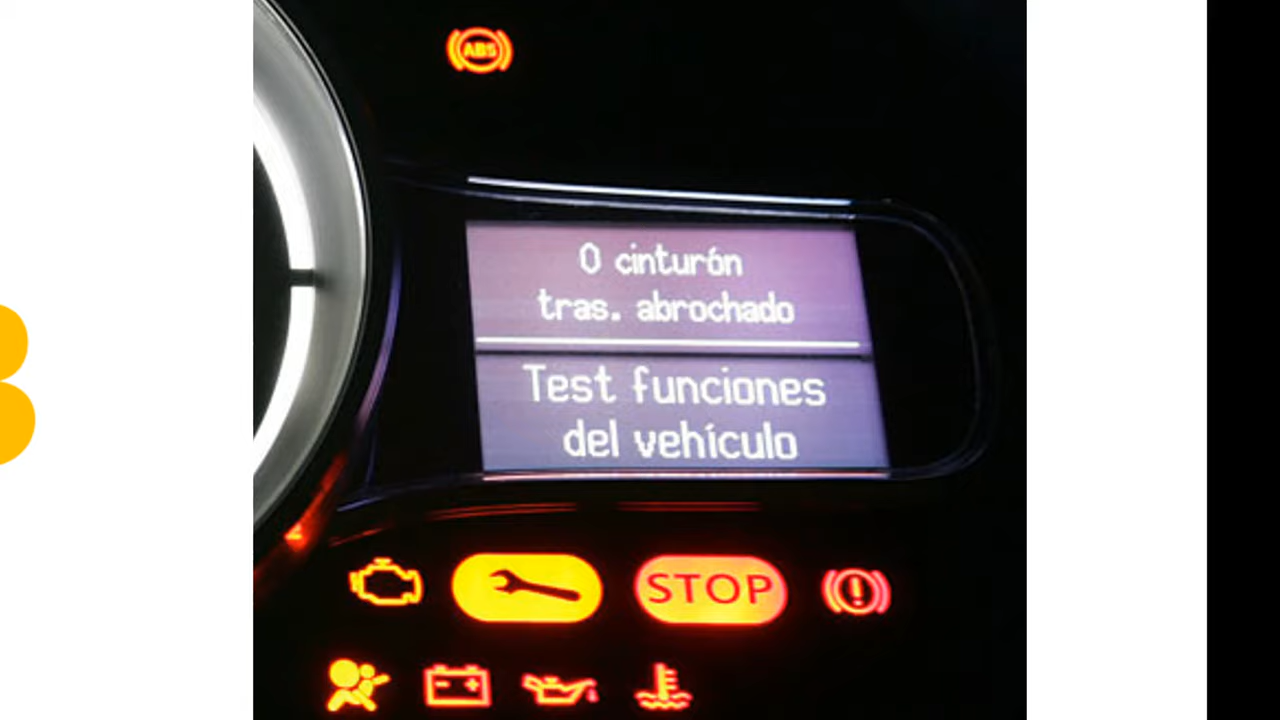 ABS
0 cinturón
tras. abrochado
Test funciones
del vehículo
STOP